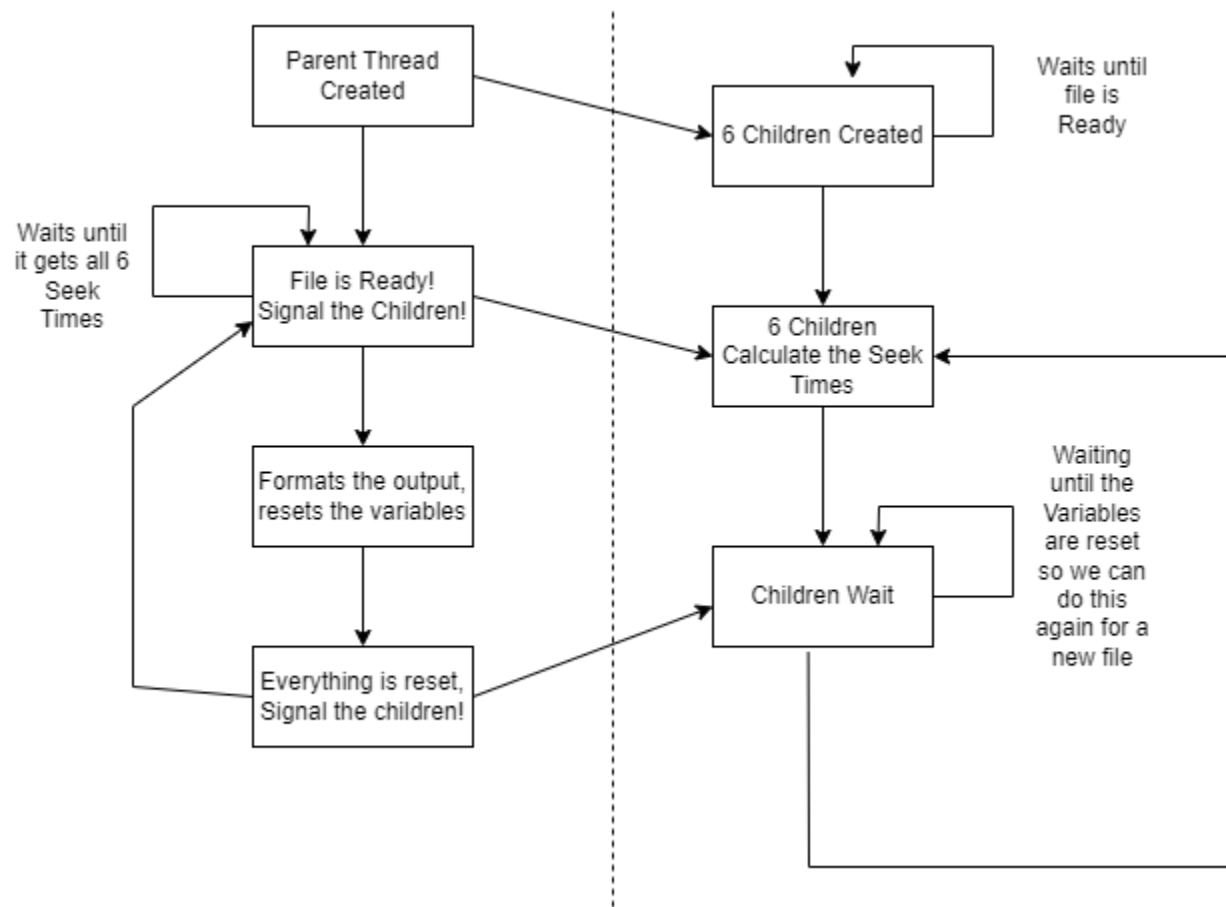 Parent Thread
Created
6 Children Created
Waits until
file is
Ready
Waits until
it gets all 6
Seek
Times
File is Ready!
Signal the Children!
6 Children
Calculate the Seek
Times
Formats the output,
resets the variables
Children Wait
Waiting
until the
Variables
are reset
so we can
do this
again for a
new file
Everything is reset,
Signal the children!